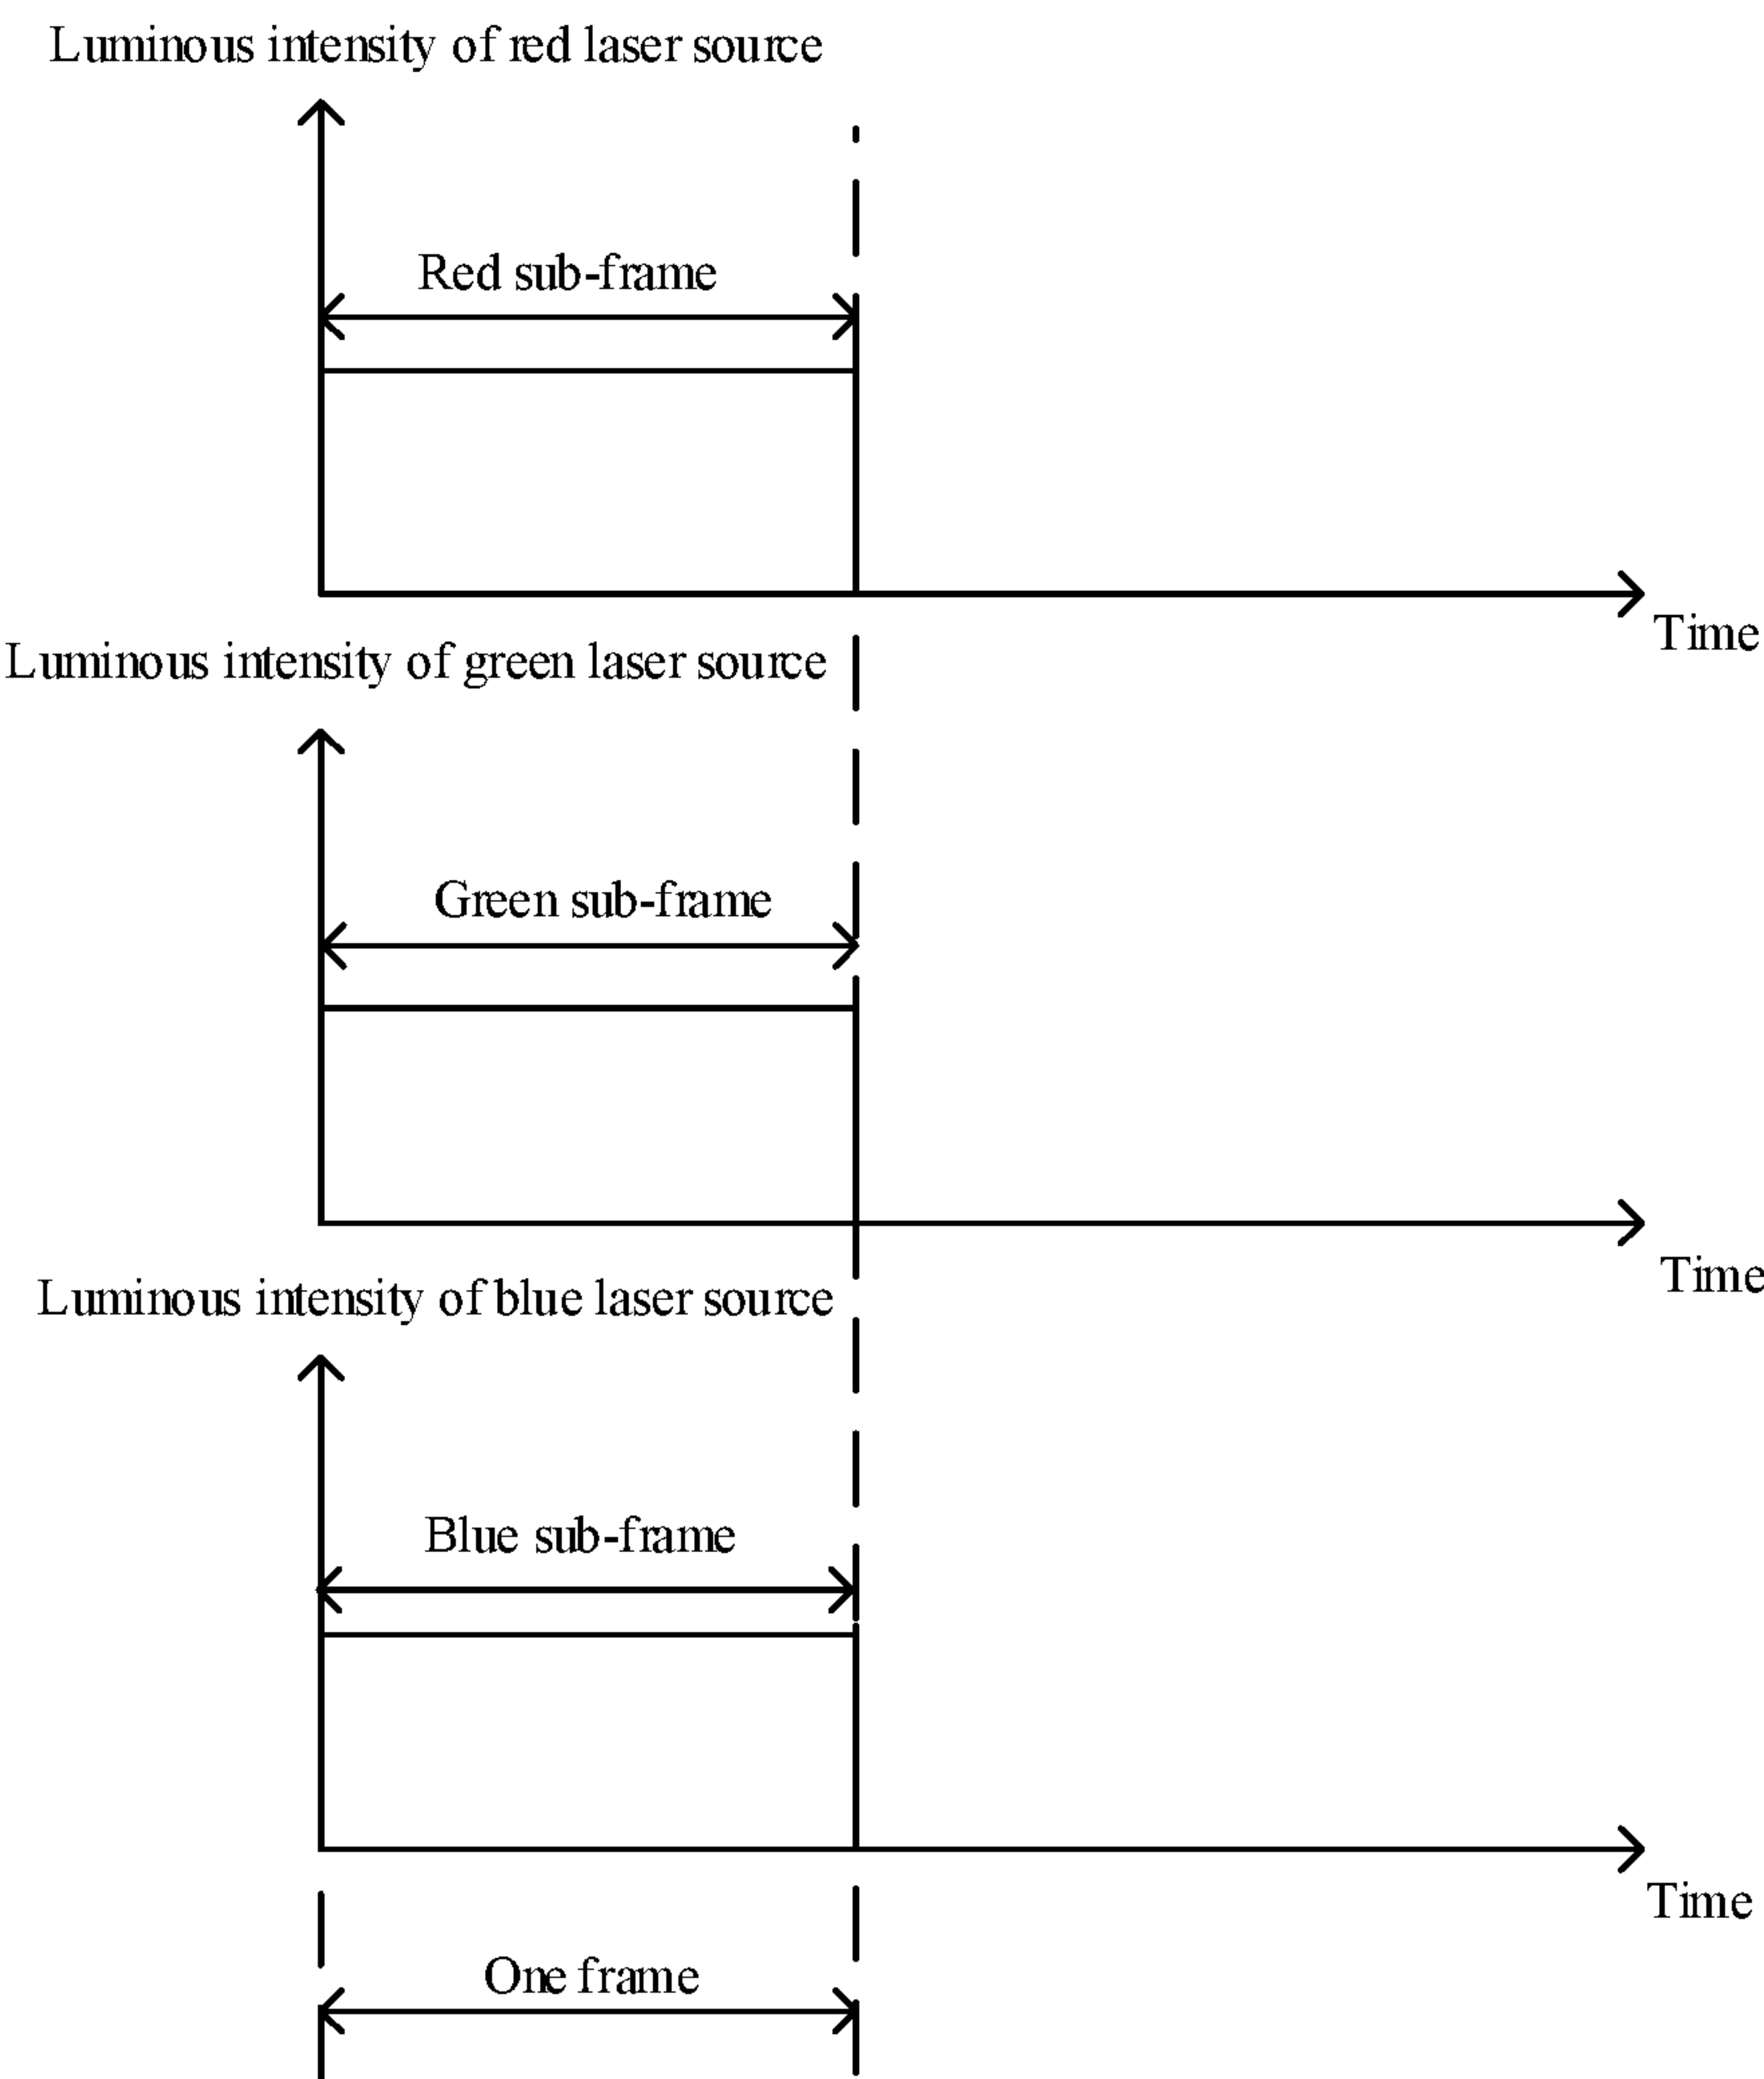 Luminous intensity of red laser source
Red sub-frame
Time
Luminous intensity of green laser source
Green sub-frame
Time
Luminous intensity of blue laser source
Blue sub-frame
Time
One frame